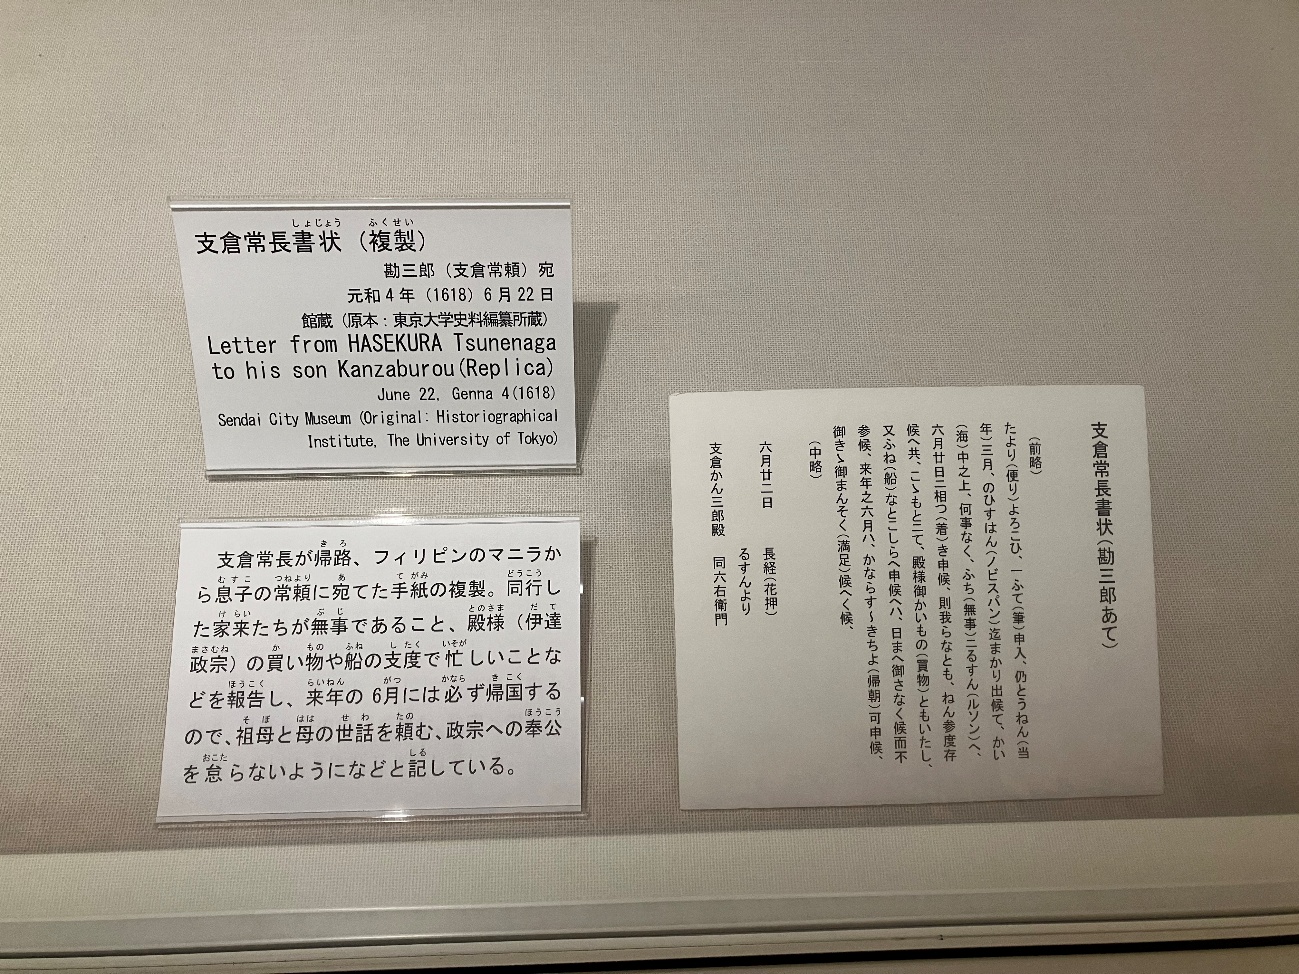 支倉常長書状（複製）
勘三郎（支倉常頼）宛
元和４年（1618）６月22日
館蔵（原本：東京大学史料編纂所蔵）
Letter from HASEKURA Tsunenaga
to his son Kanzaburou(Replica)
June 22, Genna 4(1618)
Sendai City Museum (Original: Historiographical
Institute, The University of Tokyo)
支倉常長が帰路、フィリピンのマニラか
ら息子の常頼に宛てた手紙の複製。同行し
た家来たちが無事であること、殿様（伊達
政宗）の買い物や船の支度で忙しいことな
どを報告し、来年の６月には必ず帰国する
ので、祖母と母の世話を頼む、政宗への奉公
を怠らないようになどと記している。
支倉常長書状（勘三郎あて）
（前略）
たより（便り）よろこひ、一ふて（筆）申入、仍とうねん（当
年）三月、のひすはん（ノビスパン）迄まかり出候て、かい
（海）中之上、何事なく、ふち（無事）ニるすん（ルソン）へ、
六月廿日ニ相つ（着）き申候、則我らなとも、ねん参度存
候へ共、こゝもとニて、殿様御かいもの（買物）ともいたし、
又ふね（船）なとこしらへ申候へハ、日まへ御さなく候而不
参候、来年之六月ハ、かならす〱きちよ（帰朝）可申候、
御きゝ御まんそく（満足）候へく候、
（中略）
六月廿二日　長経（花押）
るすんより
支倉かん三郎殿　同六右衛門